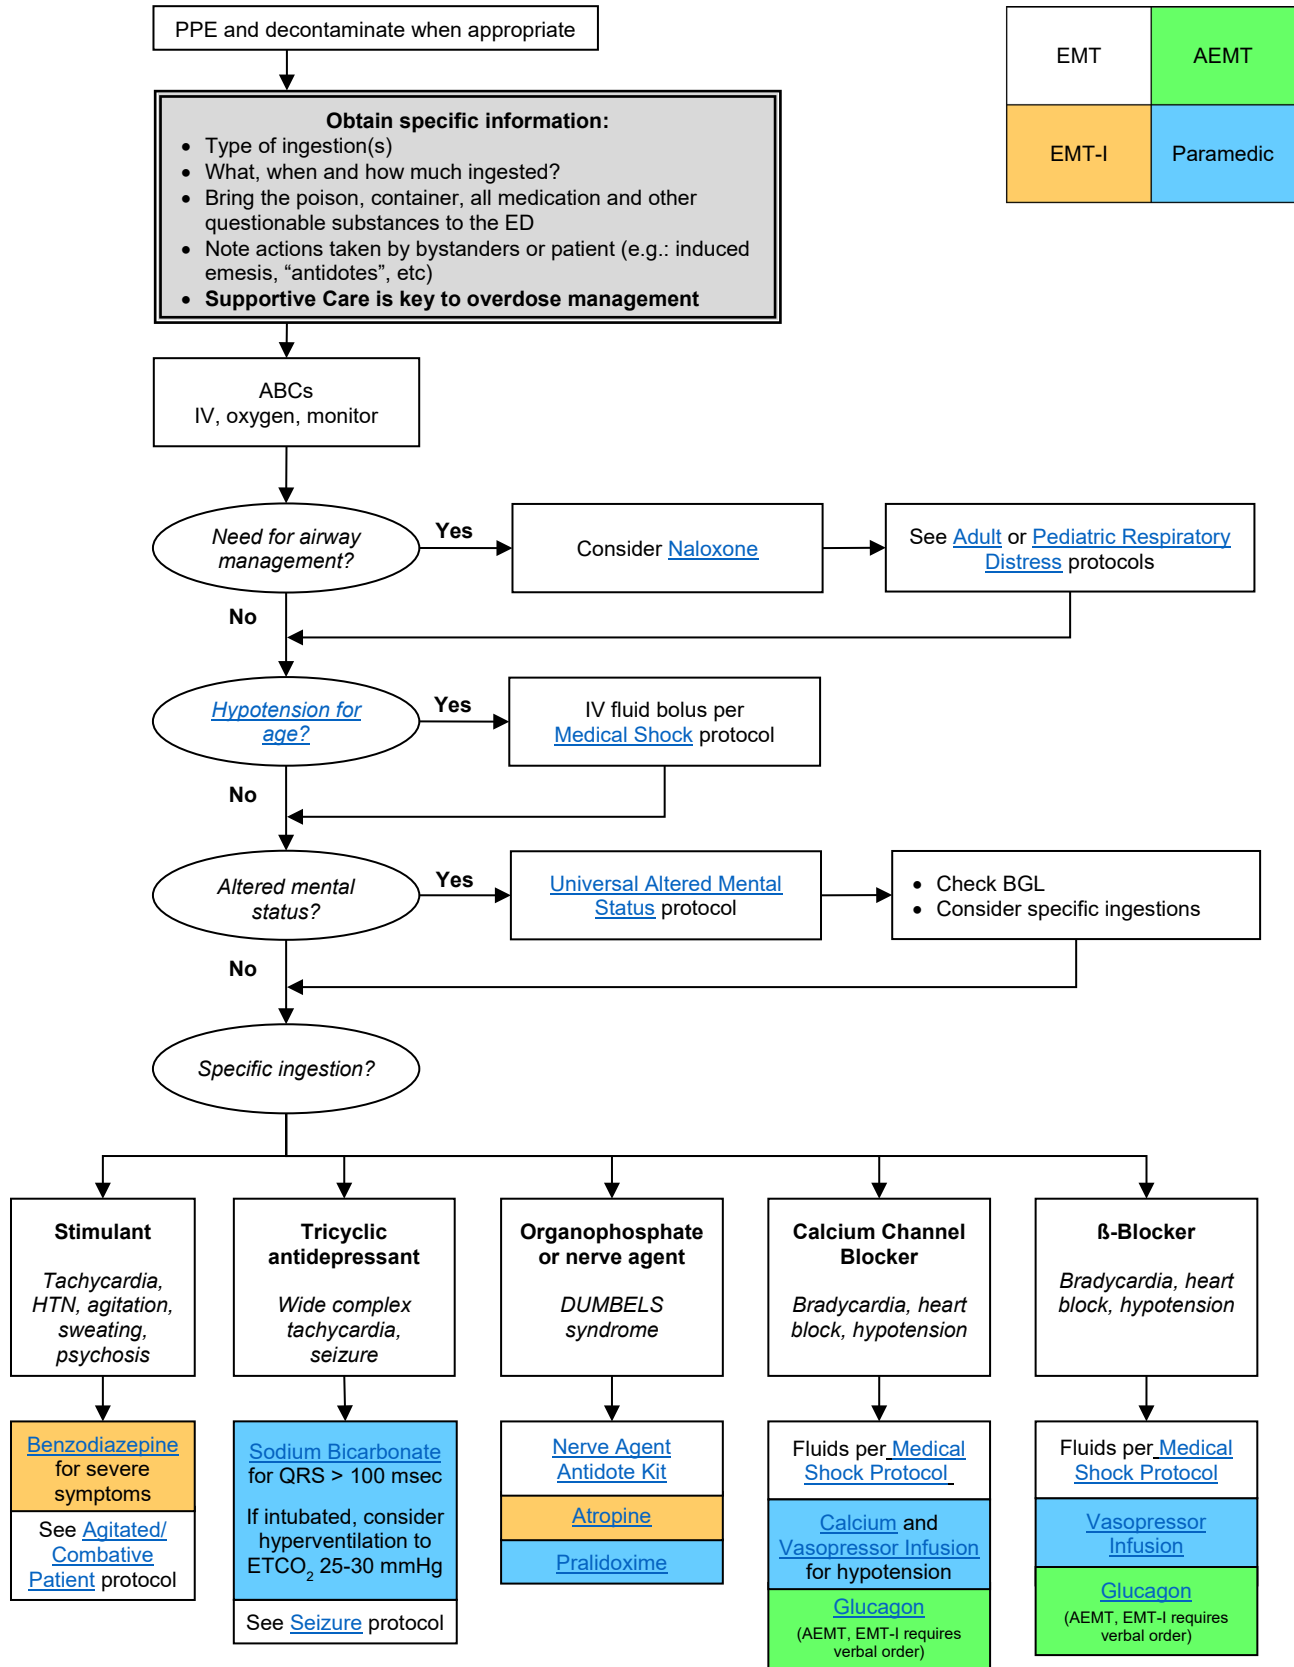 PPE and decontaminate when appropriate
EMT
AEMT
EMT-I
Paramedic
Obtain specific information:
• Type of ingestion(s)
• What, when and how much ingested?
• Bring the poison, container, all medication and other
questionable substances to the ED
• Note actions taken by bystanders or patient (e.g.: induced
emesis, “antidotes”, etc)
• Supportive Care is key to overdose management
ABCs
IV, oxygen, monitor
Need for airway
management?
Yes
Consider Naloxone
See Adult or Pediatric Respiratory
Distress protocols
No
Hypotension for
age?
Yes
IV fluid bolus per
Medical Shock protocol
No
Altered mental
status?
Yes
Universal Altered Mental
Status protocol
• Check BGL
• Consider specific ingestions
No
Specific ingestion?
Stimulant
Tachycardia,
HTN, agitation,
sweating,
psychosis
Benzodiazepine
for severe
symptoms
See Agitated/
Combative
Patient protocol
Tricyclic
antidepressant
Wide complex
tachycardia,
seizure
Sodium Bicarbonate
for QRS > 100 msec
If intubated, consider
hyperventilation to
ETCO2 25-30 mmHg
See Seizure protocol
Organophosphate
or nerve agent
DUMBELS
syndrome
Nerve Agent
Antidote Kit
Atropine
Pralidoxime
Calcium Channel
Blocker
Bradycardia, heart
block, hypotension
Fluids per Medical
Shock Protocol
Calcium and
Vasopressor Infusion
for hypotension
Glucagon
(AEMT, EMT-I requires
verbal order)
ß-Blocker
Bradycardia, heart
block, hypotension
Fluids per Medical
Shock Protocol
Vasopressor
Infusion
Glucagon
(AEMT, EMT-I requires
verbal order)